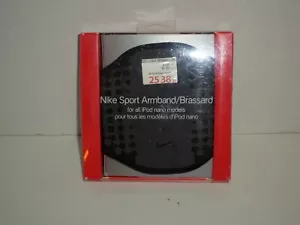 25.38
Nike Sport Armband/Brassard
for all iPod nano models
pour tous les modèles d'iPod nano